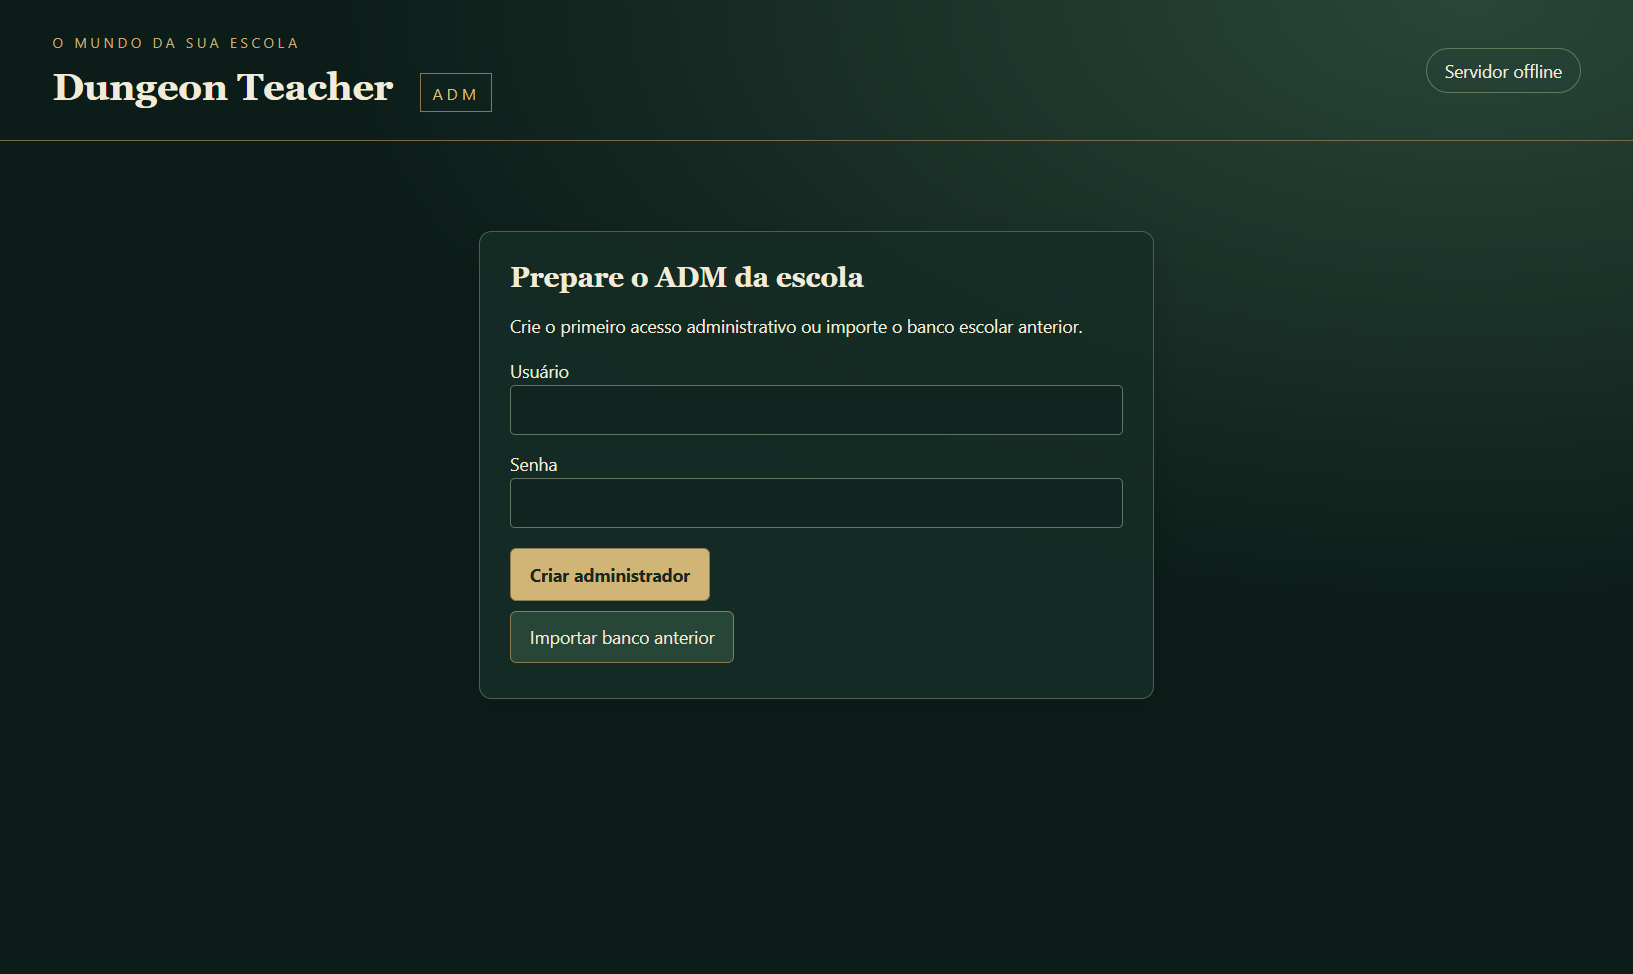 O MUNDO DA SUA ESCOLA
Dungeon Teacher ADM
Servidor offline
Prepare o ADM da escola
Crie o primeiro acesso administrativo ou importe o banco escolar anterior.
Usuário
Senha
Criar administrador
Importar banco anterior